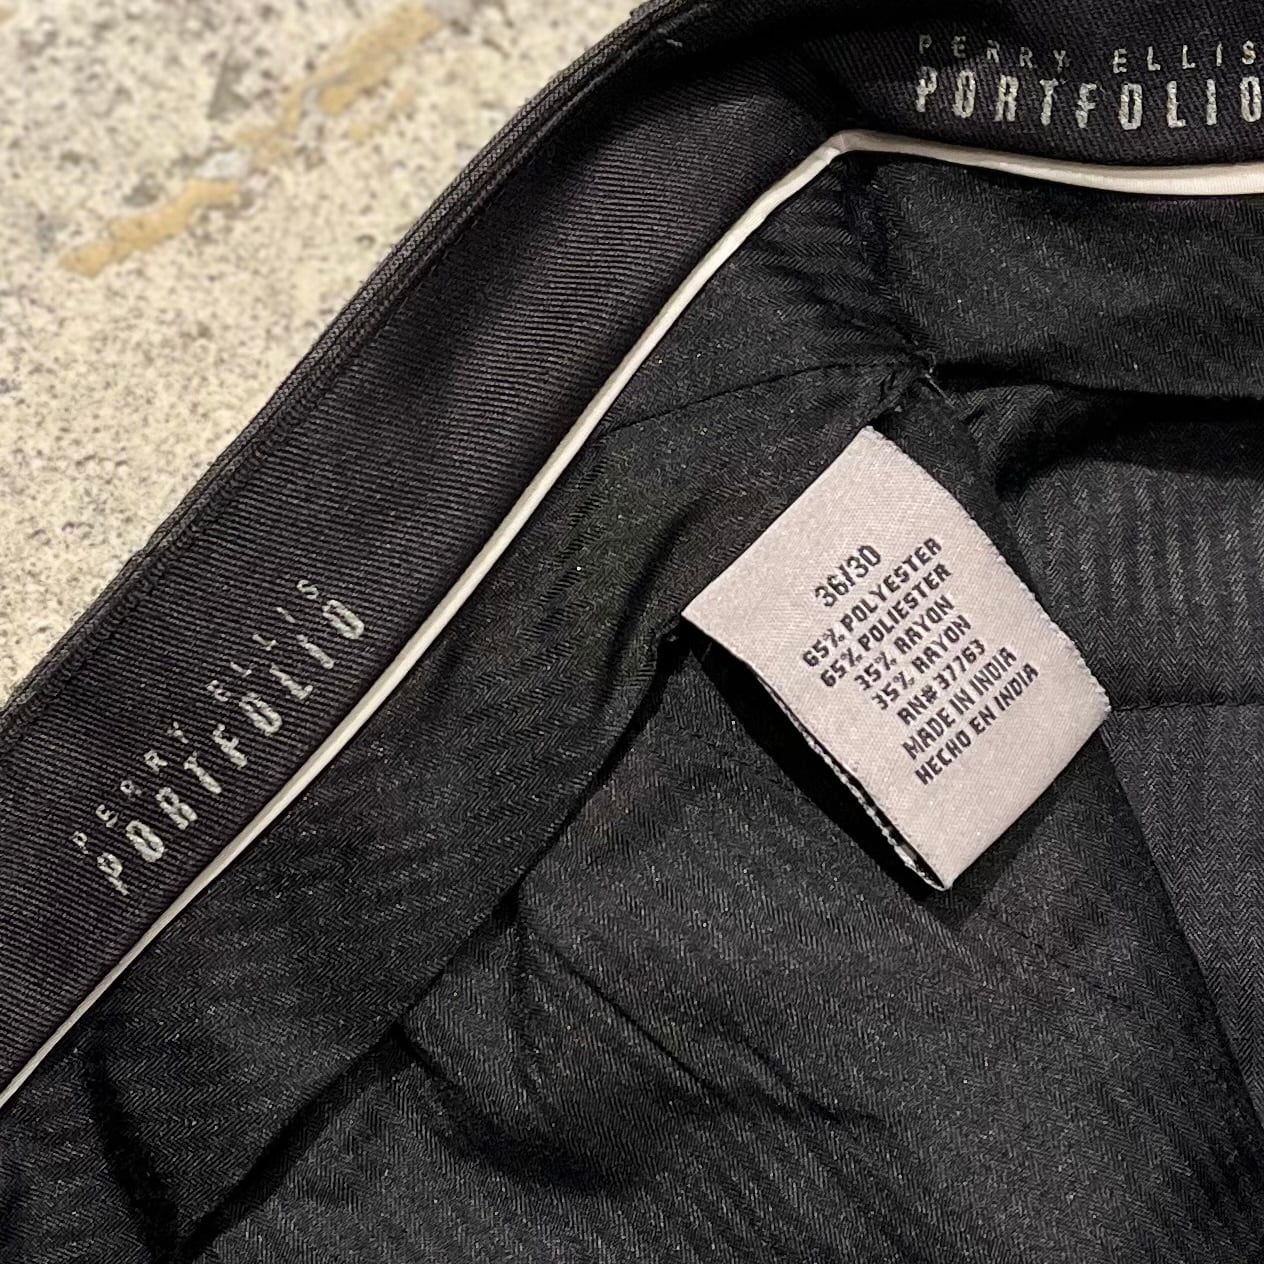 PERRY ELLIS
PORTFOLIO
PERRY ELLIS
PORTFOLIO
36/30
65% POLYESTER
65% POLIESTER
35% RAYON
35% RAYON
RN# 37763
MADE IN INDIA
HECHO EN INDIA